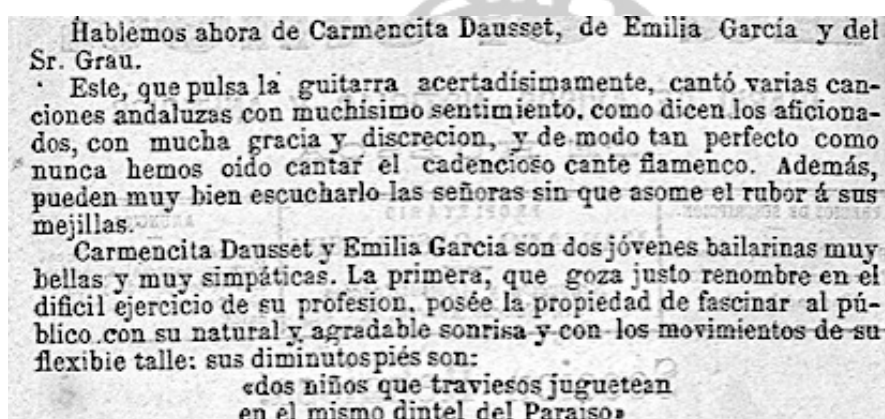 Hablemos ahora de Carmencita Dausset, de Emilia García y del
Sr. Grau.
Este, que pulsa la guitarra acertadísimamente, cantó varias can-
ciones andaluzas con muchisimo sentimiento, como dicen los aficiona-
dos, con mucha gracia y discrecion, y de modo tan perfecto como
nunca hemos oido cantar el cadencioso cante flamenco. Además,
pueden muy bien escucharlo las señoras sin que asome el rubor á sus
mejillas.
Carmencita Dausset y Emilia Garcia son dos jóvenes bailarinas muy
bellas y muy simpáticas. La primera, que goza justo renombre en el
dificil ejercicio de su profesion, posée la propiedad de fascinar al pú-
blico con su natural y agradable sonrisa y con los movimientos de su
flexibie talle: sus diminutos piés son:
«dos niños que traviesos juguetean
en el mismo dintel del Paraiso»